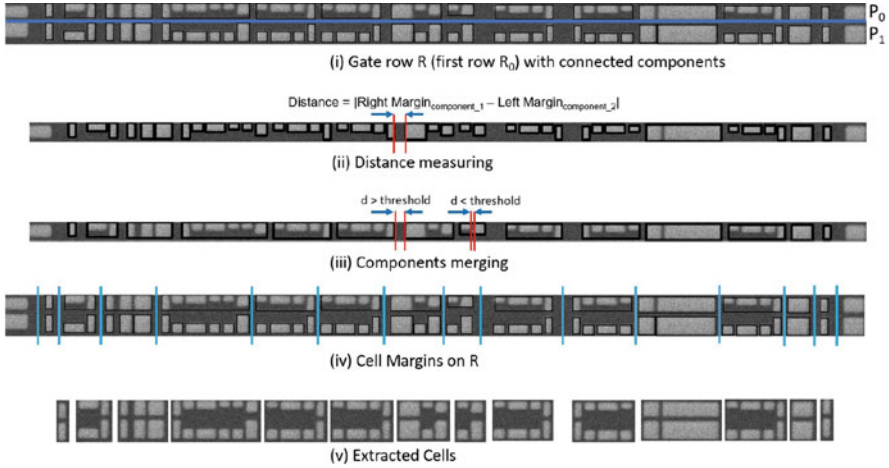 P0
P1
(i) Gate row R (first row R0) with connected components
Distance = |Right Margincomponent_1 – Left Margincomponent_2|
(ii) Distance measuring
d > threshold d < threshold
(iii) Components merging
(iv) Cell Margins on R
(v) Extracted Cells